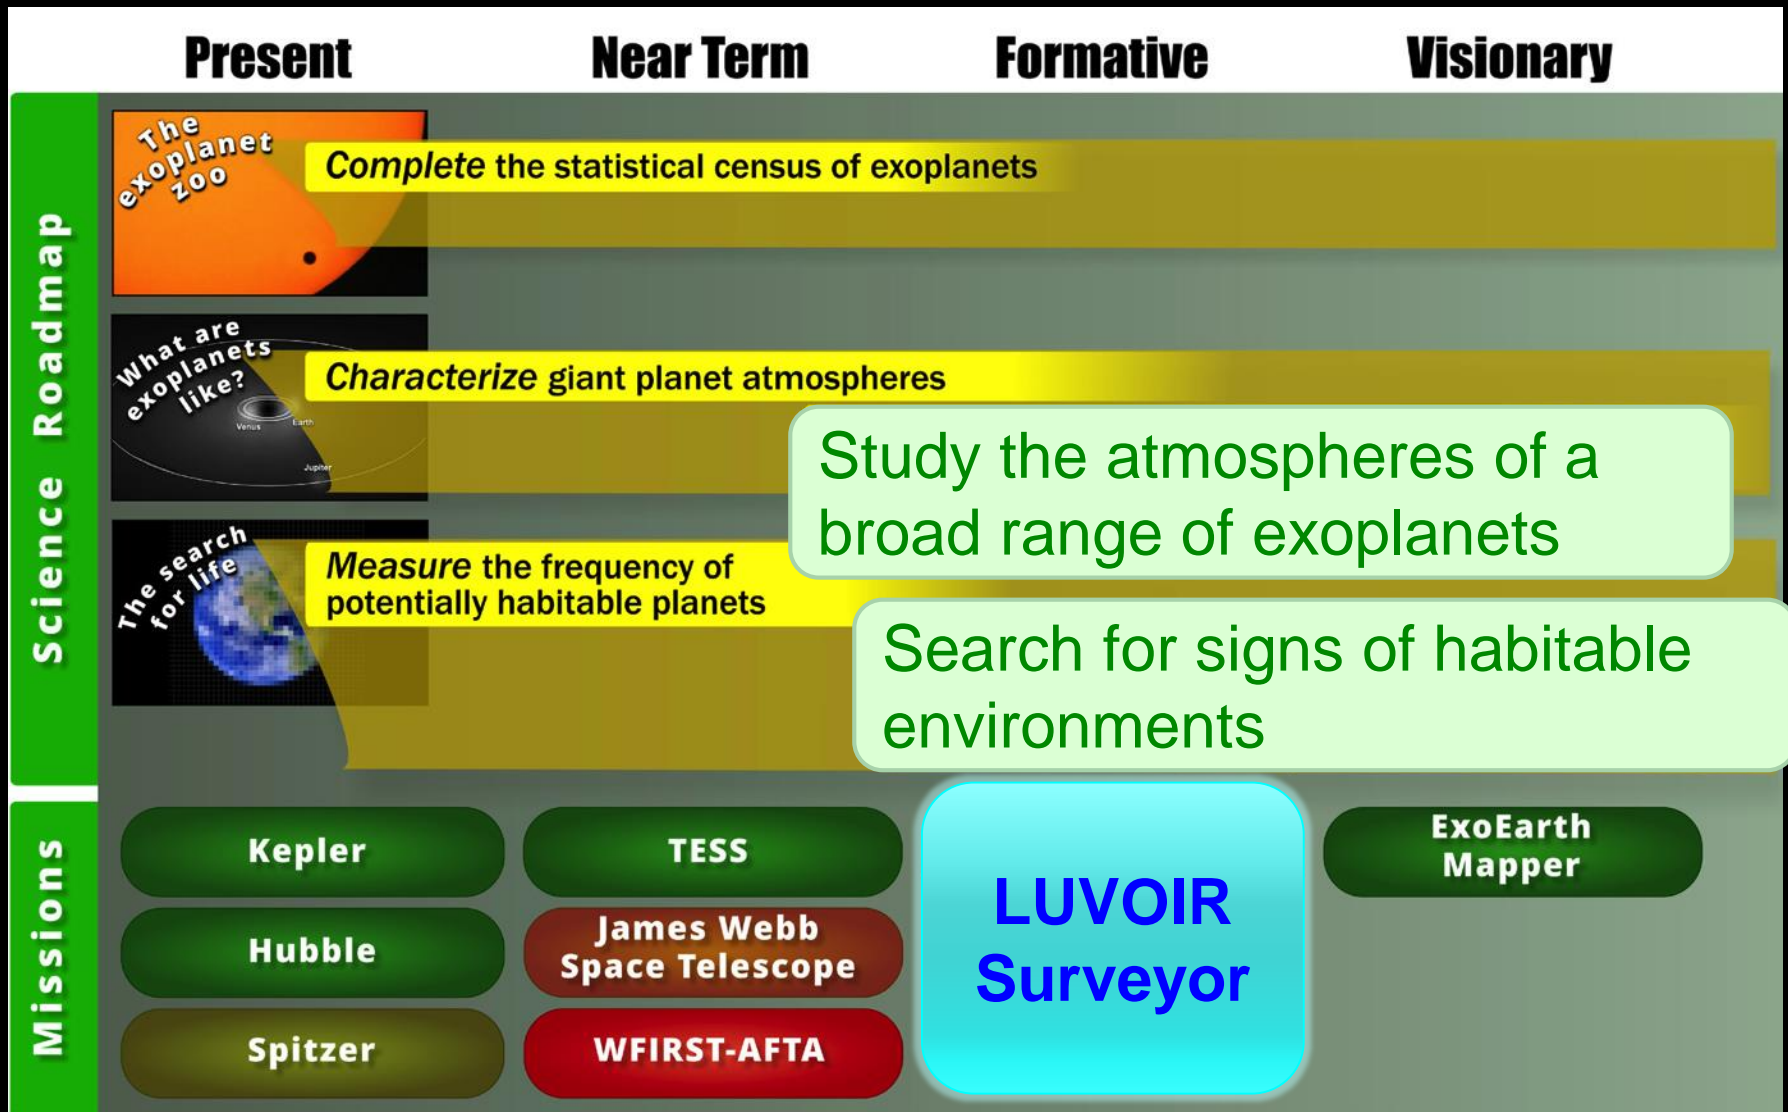 Present Near Term Formative Visionary
Science Roadmap
The
exoplanet
zoo
Complete the statistical census of exoplanets
What are
exoplanets
like?
Venus
Earth
Jupiter
Characterize giant planet atmospheres
Study the atmospheres of a
broad range of exoplanets
The search
for life
Measure the frequency of
potentially habitable planets
Search for signs of habitable
environments
Missions
Kepler
Hubble
Spitzer
TESS
James Webb
Space Telescope
WFIRST-AFTA
LUVOIR
Surveyor
ExoEarth
Mapper